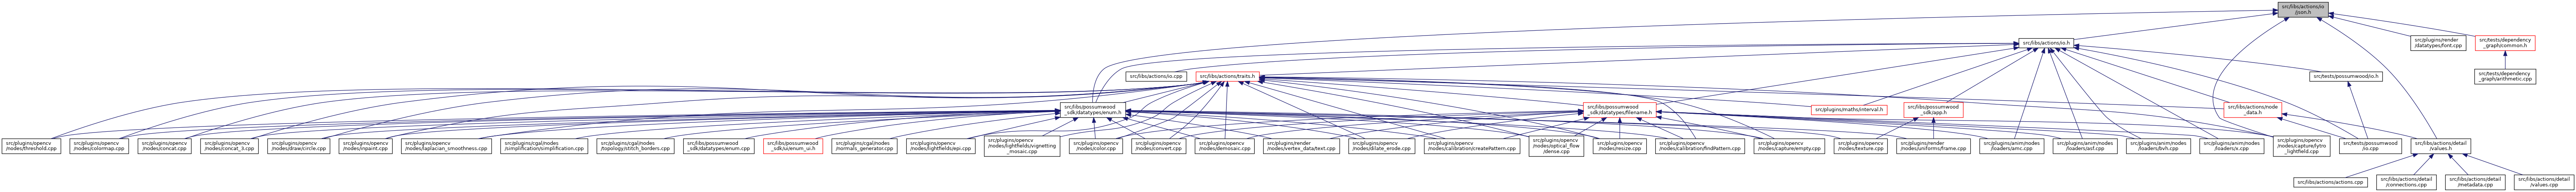 src/libs/actions/io
/json.h
src/libs/actions/io.h
src/plugins/render
/datatypes/font.cpp
src/tests/dependency
_graph/common.h
src/libs/actions/io.cpp
src/libs/actions/traits.h
src/tests/possumwood/io.h
src/tests/dependency
_graph/arithmetic.cpp
src/libs/possumwood
_sdk/datatypes/enum.h
src/libs/possumwood
_sdk/datatypes/filename.h
src/plugins/maths/interval.h
src/libs/possumwood
_sdk/app.h
src/libs/actions/node
_data.h
src/plugins/opencv
/nodes/threshold.cpp
src/plugins/opencv
/nodes/colormap.cpp
src/plugins/opencv
/nodes/concat.cpp
src/plugins/opencv
/nodes/concat_3.cpp
src/plugins/opencv
/nodes/draw/circle.cpp
src/plugins/opencv
/nodes/inpaint.cpp
src/plugins/opencv
/nodes/laplacian_smoothness.cpp
src/plugins/cgal/nodes
/simplification/simplification.cpp
src/plugins/cgal/nodes
/topology/stitch_borders.cpp
src/libs/possumwood
_sdk/datatypes/enum.cpp
src/libs/possumwood
_sdk/ui/enum_ui.h
src/plugins/cgal/nodes
/normals_generator.cpp
src/plugins/opencv
/nodes/lightfields/epi.cpp
src/plugins/opencv
/nodes/lightfields/vignetting
_mosaic.cpp
src/plugins/opencv
/nodes/color.cpp
src/plugins/opencv
/nodes/convert.cpp
src/plugins/opencv
/nodes/demosaic.cpp
src/plugins/render
/nodes/vertex_data/text.cpp
src/plugins/opencv
/nodes/dilate_erode.cpp
src/plugins/opencv
/nodes/calibration/createPattern.cpp
src/plugins/opencv
/nodes/optical_flow
/dense.cpp
src/plugins/opencv
/nodes/resize.cpp
src/plugins/opencv
/nodes/calibration/findPattern.cpp
src/plugins/opencv
/nodes/capture/empty.cpp
src/plugins/opencv
/nodes/texture.cpp
src/plugins/render
/nodes/uniforms/frame.cpp
src/plugins/anim/nodes
/loaders/amc.cpp
src/plugins/anim/nodes
/loaders/asf.cpp
src/plugins/anim/nodes
/loaders/bvh.cpp
src/plugins/anim/nodes
/loaders/x.cpp
src/plugins/opencv
/nodes/capture/lytro
_lightfield.cpp
src/tests/possumwood
/io.cpp
src/libs/actions/detail
/values.h
src/libs/actions/actions.cpp
src/libs/actions/detail
/connections.cpp
src/libs/actions/detail
/metadata.cpp
src/libs/actions/detail
/values.cpp